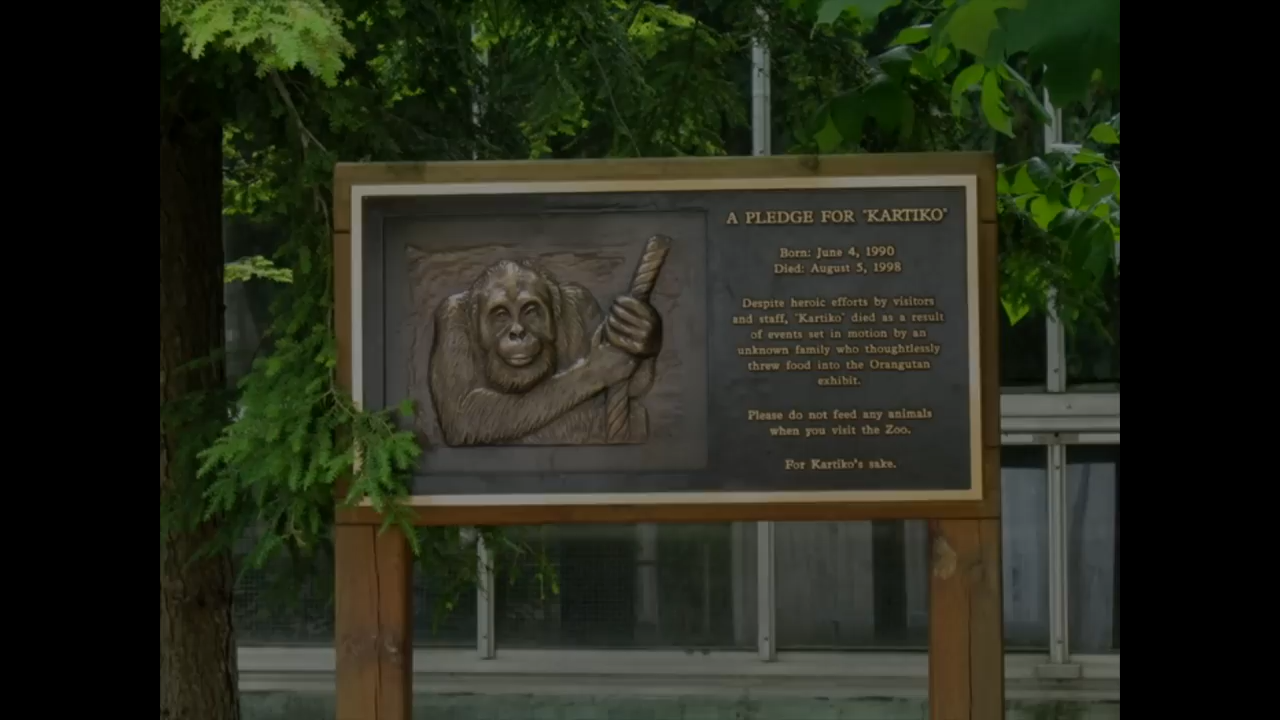 A PLEDGE FOR "KARTIKO"
Born: June 4, 1990
Died: August 5, 1998
Despite heroic efforts by visitors
and staff, "Kartiko" died as a result
of events set in motion by an
unknown family who thoughtlessly
threw food into the Orangutan
exhibit.
Please do not feed any animals
when you visit the Zoo.
For Kartiko's sake.